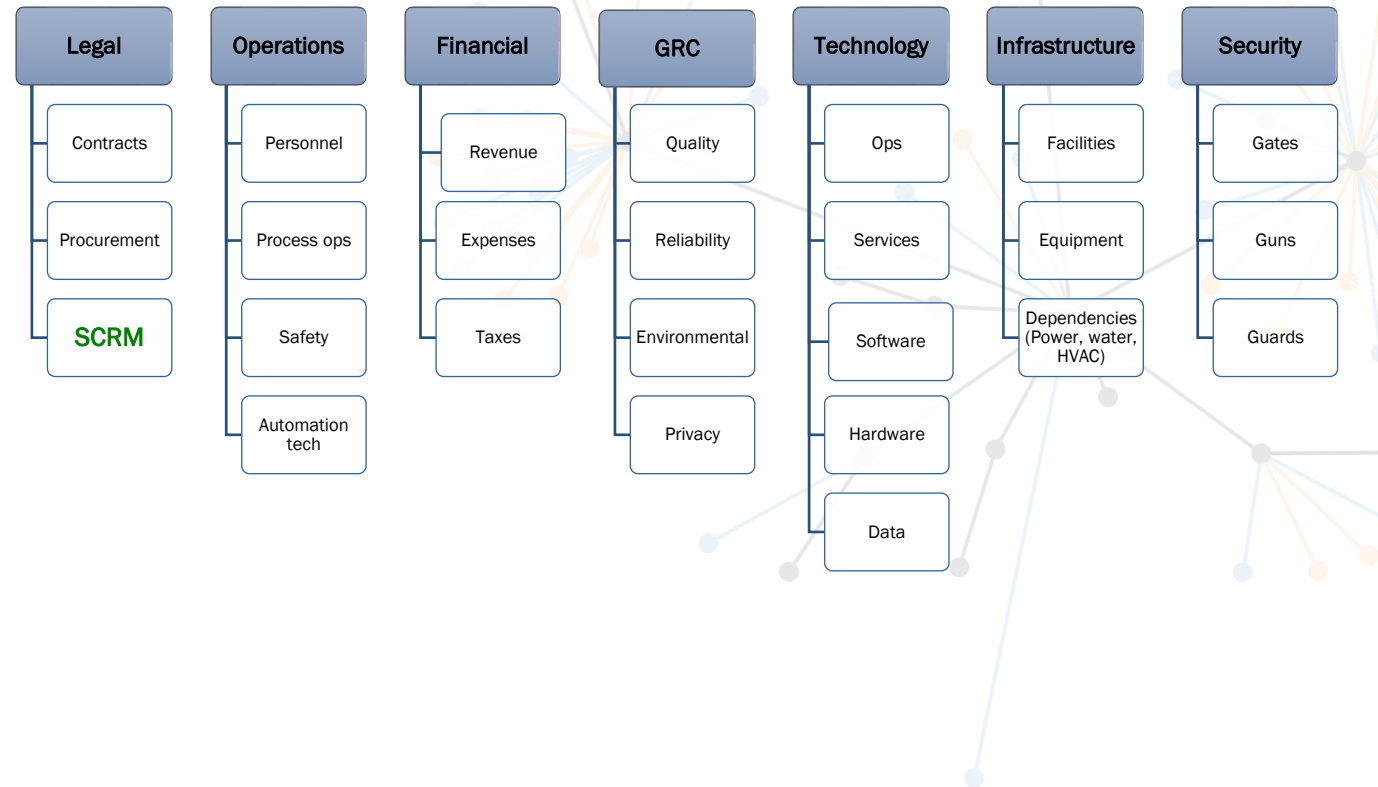 Legal
Contracts
Procurement
SCRM
Operations
Personnel
Process ops
Safety
Automation
tech
Financial
Revenue
Expenses
Taxes
GRC
Quality
Reliability
Environmental
Privacy
Technology
Ops
Services
Software
Hardware
Data
Infrastructure
Facilities
Equipment
Dependencies
(Power, water,
HVAC)
Security
Gates
Guns
Guards